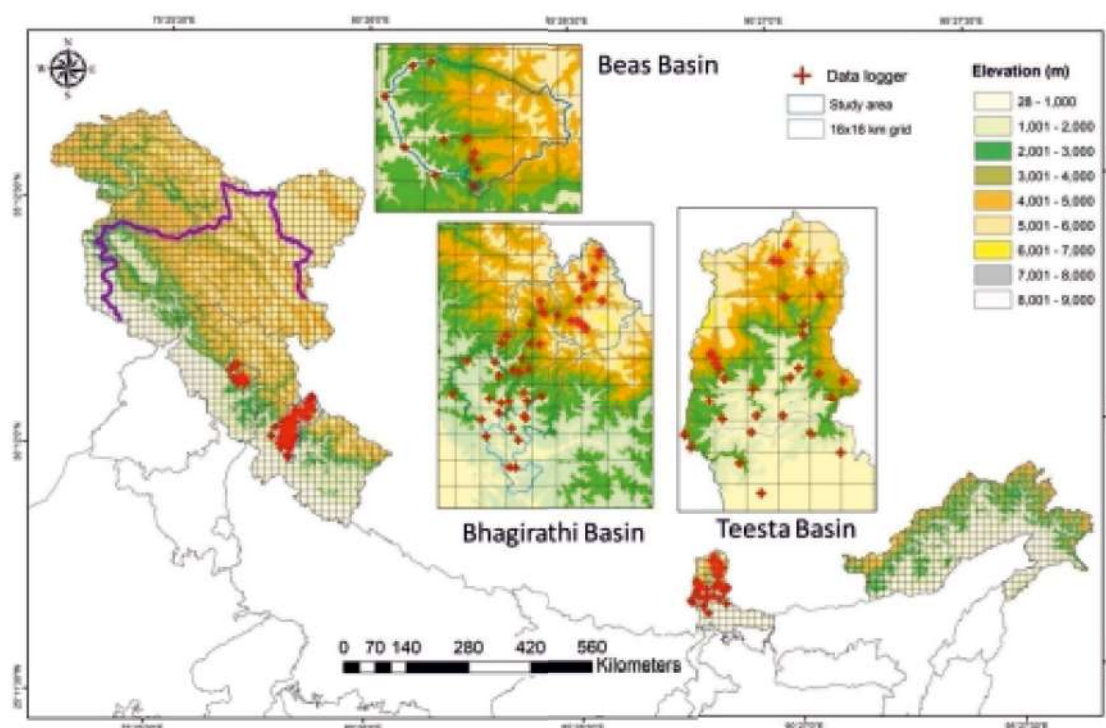 N
W
E
S
Beas Basin
Data logger
Study area
16x16 km grid
Elevation (m)
28 - 1,000
1,001 - 2,000
2,001 - 3,000
3,001 - 4,000
4,001 - 5,000
5,001 - 6,000
6,001 - 7,000
7,001 - 8,000
8,001 - 9,000
Bhagirathi Basin
Teesta Basin
0 70 140 280 420 560
Kilometers